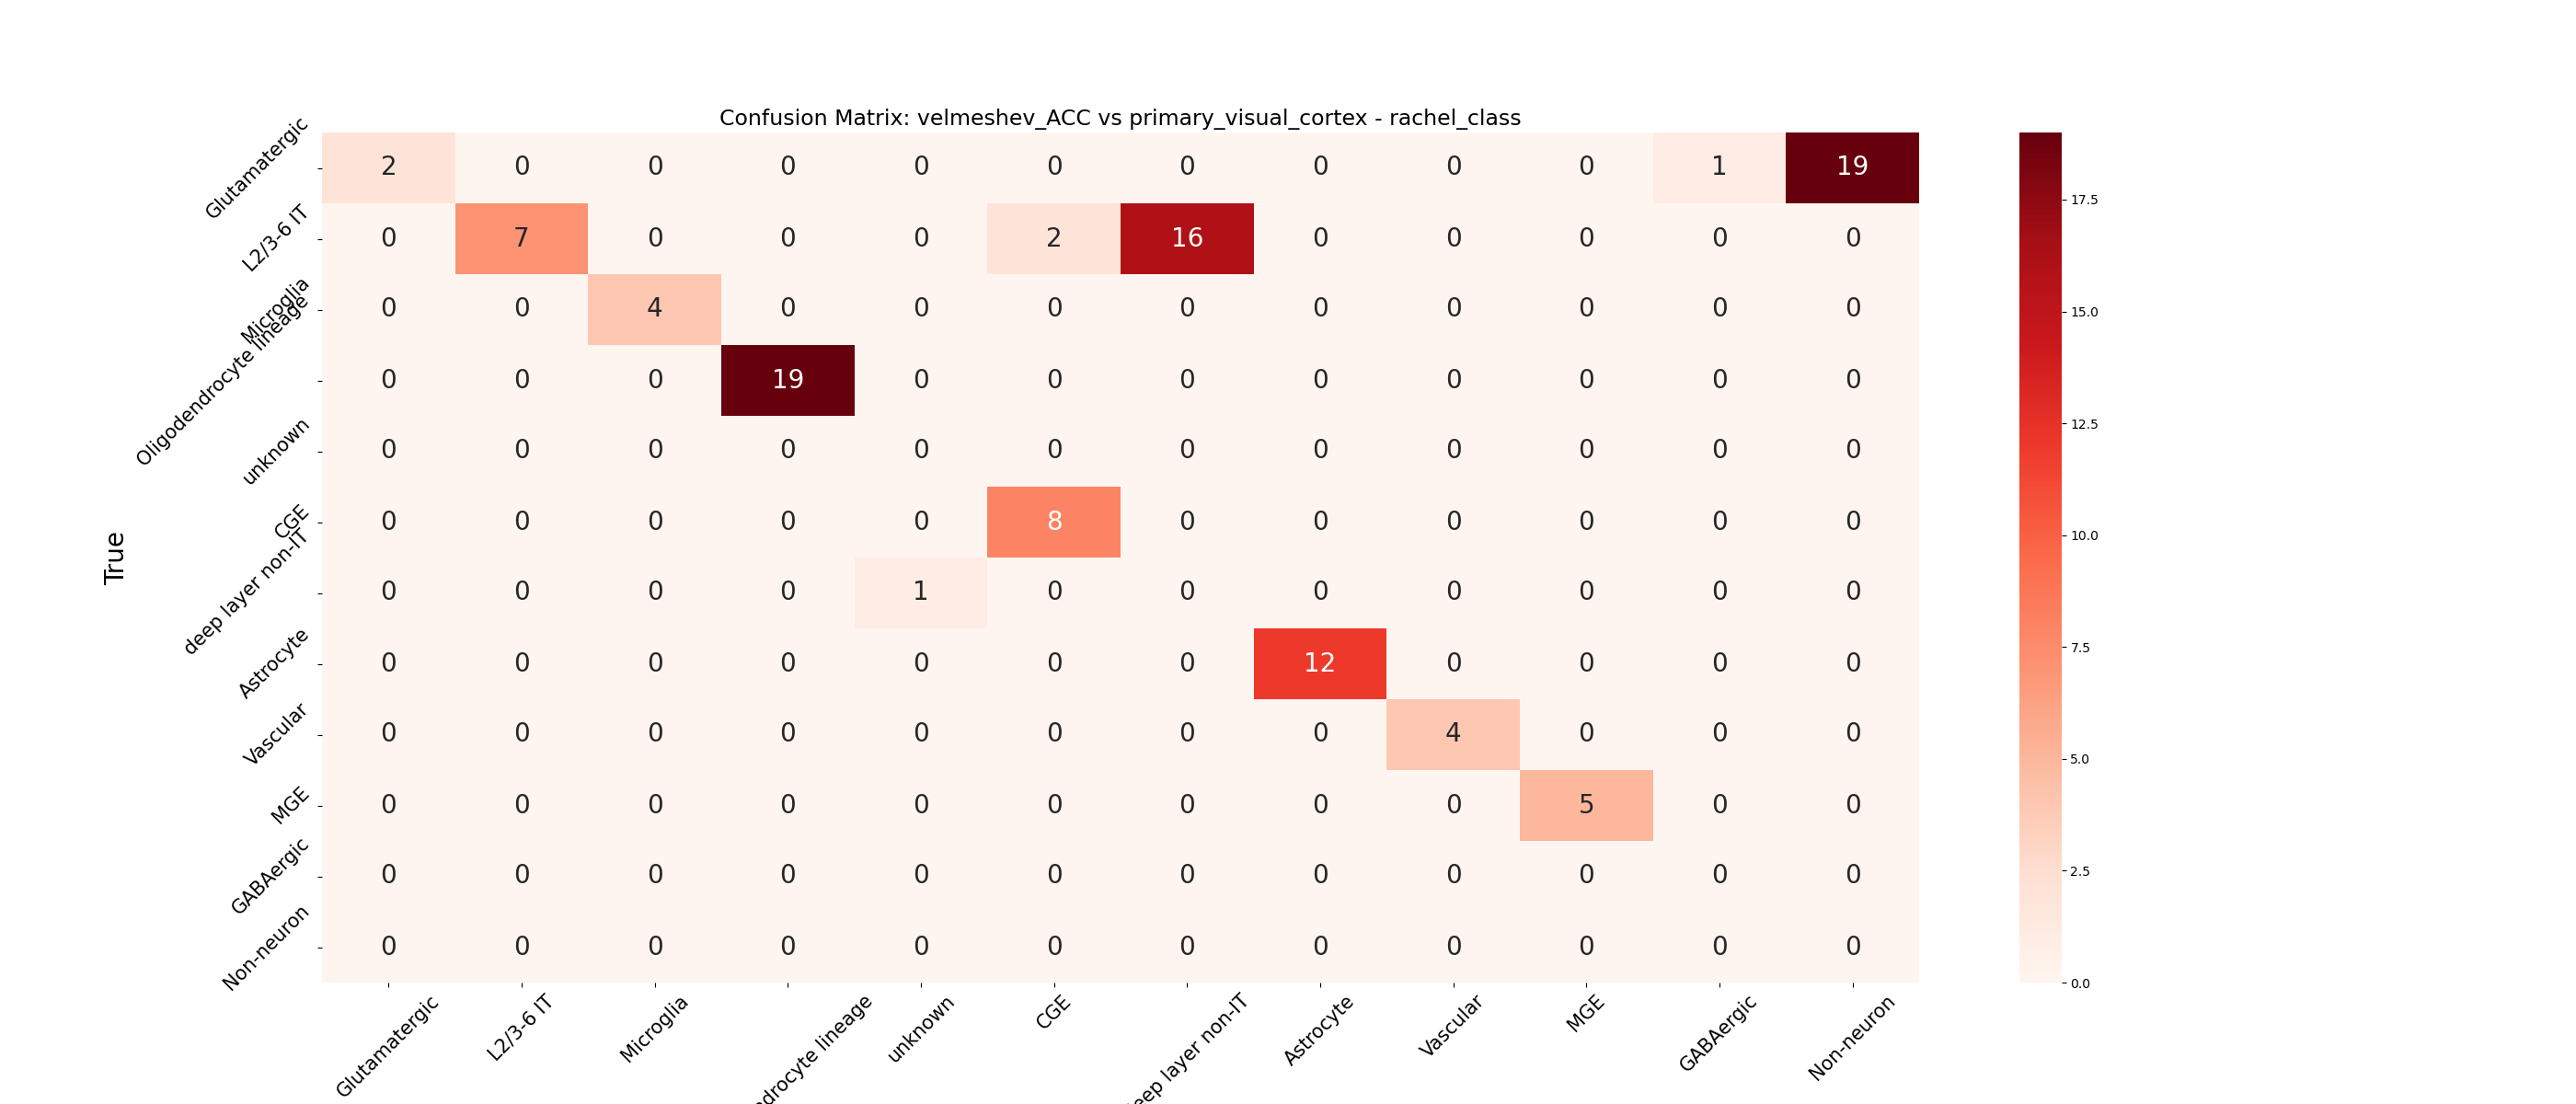 Confusion Matrix: velmeshev_ACC vs primary_visual_cortex - rachel_class
True
Glutamatergic 2 0 0 0 0 0 0 0 0 0 1 19
L2/3-6 IT 0 7 0 0 0 2 16 0 0 0 0 0
Microglia 0 0 4 0 0 0 0 0 0 0 0 0
Oligodendrocyte lineage 0 0 0 19 0 0 0 0 0 0 0 0
unknown 0 0 0 0 0 0 0 0 0 0 0 0
CGE 0 0 0 0 0 8 0 0 0 0 0 0
deep layer non-IT 0 0 0 0 1 0 0 0 0 0 0 0
Astrocyte 0 0 0 0 0 0 0 12 0 0 0 0
Vascular 0 0 0 0 0 0 0 0 4 0 0 0
MGE 0 0 0 0 0 0 0 0 0 5 0 0
GABAergic 0 0 0 0 0 0 0 0 0 0 0 0
Non-neuron 0 0 0 0 0 0 0 0 0 0 0 0
Glutamatergic L2/3-6 IT Microglia lineage unknown CGE layer non-IT Astrocyte Vascular MGE GABAergic Non-neuron
17.5
15.0
12.5
10.0
7.5
5.0
2.5
0.0